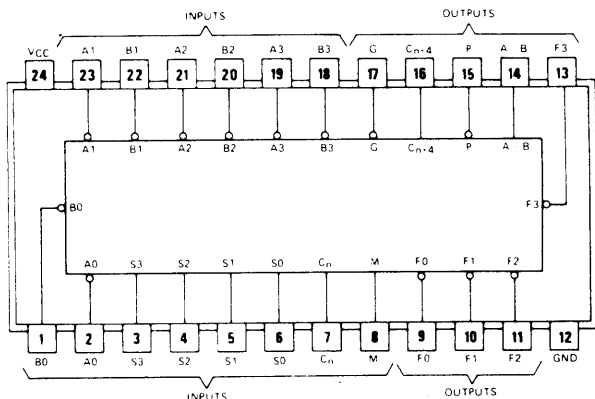 INPUTS OUTPUTS
VCC A1 B1 A2 B2 A3 B3 G Cn+4 P A B F3
24 23 22 21 20 19 18 17 16 15 14 13
A1 B1 A2 B2 A3 B3 G Cn+4 P A B
B0 F3
A0 S3 S2 S1 S0 Cn M F0 F1 F2
1 2 3 4 5 6 7 8 9 10 11 12
B0 A0 S3 S2 S1 S0 Cn M F0 F1 F2 GND
INPUTS OUTPUTS